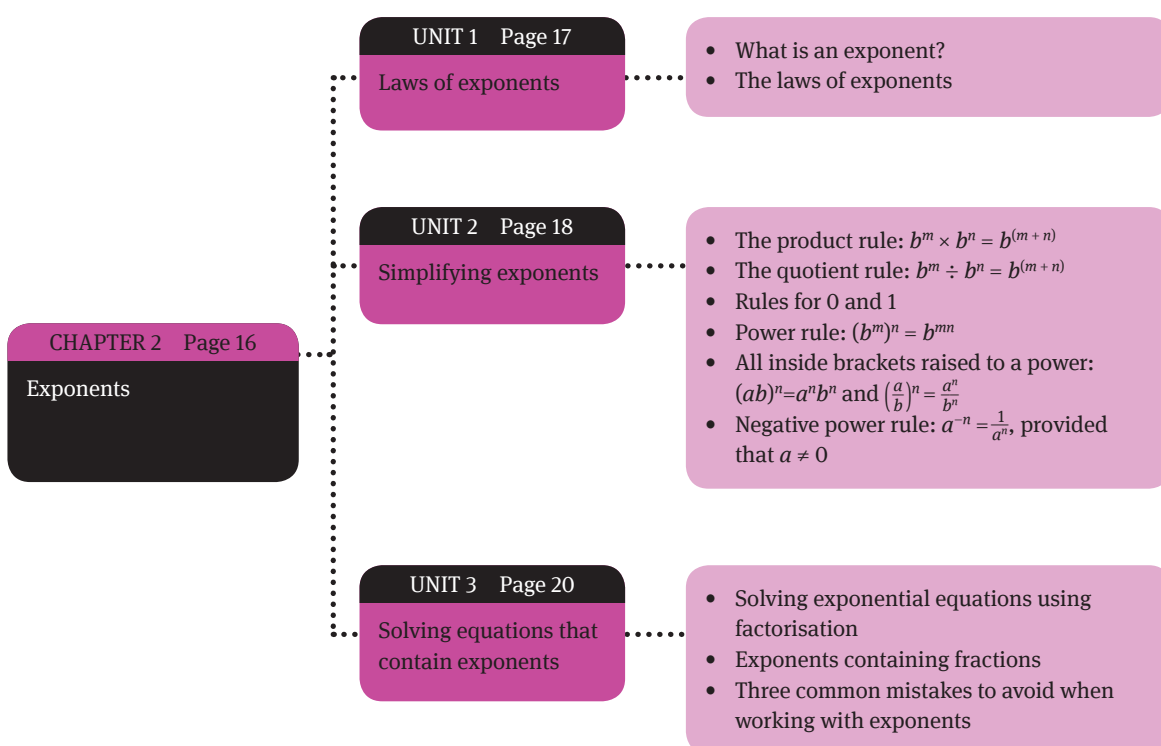 CHAPTER 2 Page 16
Exponents
UNIT 1 Page 17
Laws of exponents
• What is an exponent?
• The laws of exponents
UNIT 2 Page 18
Simplifying exponents
• The product rule: bᵐ × bⁿ = b⁽ᵐ ⁺ ⁿ⁾
• The quotient rule: bᵐ ÷ bⁿ = b⁽ᵐ ⁺ ⁿ⁾
• Rules for 0 and 1
• Power rule: (bᵐ)ⁿ = bᵐⁿ
• All inside brackets raised to a power:
(ab)ⁿ=aⁿbⁿ and (a/b)ⁿ = aⁿ/bⁿ
• Negative power rule: a⁻ⁿ = 1/aⁿ, provided
that a ≠ 0
UNIT 3 Page 20
Solving equations that
contain exponents
• Solving exponential equations using
factorisation
• Exponents containing fractions
• Three common mistakes to avoid when
working with exponents